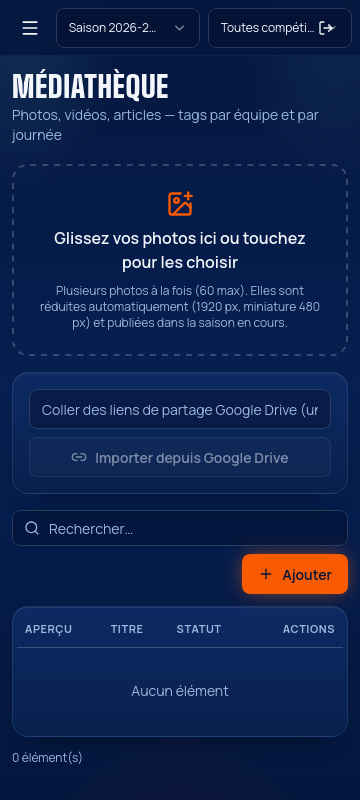 Saison 2026-2...
Toutes compéti...
MÉDIATHÈQUE
Photos, vidéos, articles — tags par équipe et par
journée
Glissez vos photos ici ou touchez
pour les choisir
Plusieurs photos à la fois (60 max). Elles sont
réduites automatiquement (1920 px, miniature 480
px) et publiées dans la saison en cours.
Coller des liens de partage Google Drive (ur
Importer depuis Google Drive
Rechercher...
+ Ajouter
APERÇU TITRE STATUT ACTIONS
Aucun élément
0 élément(s)